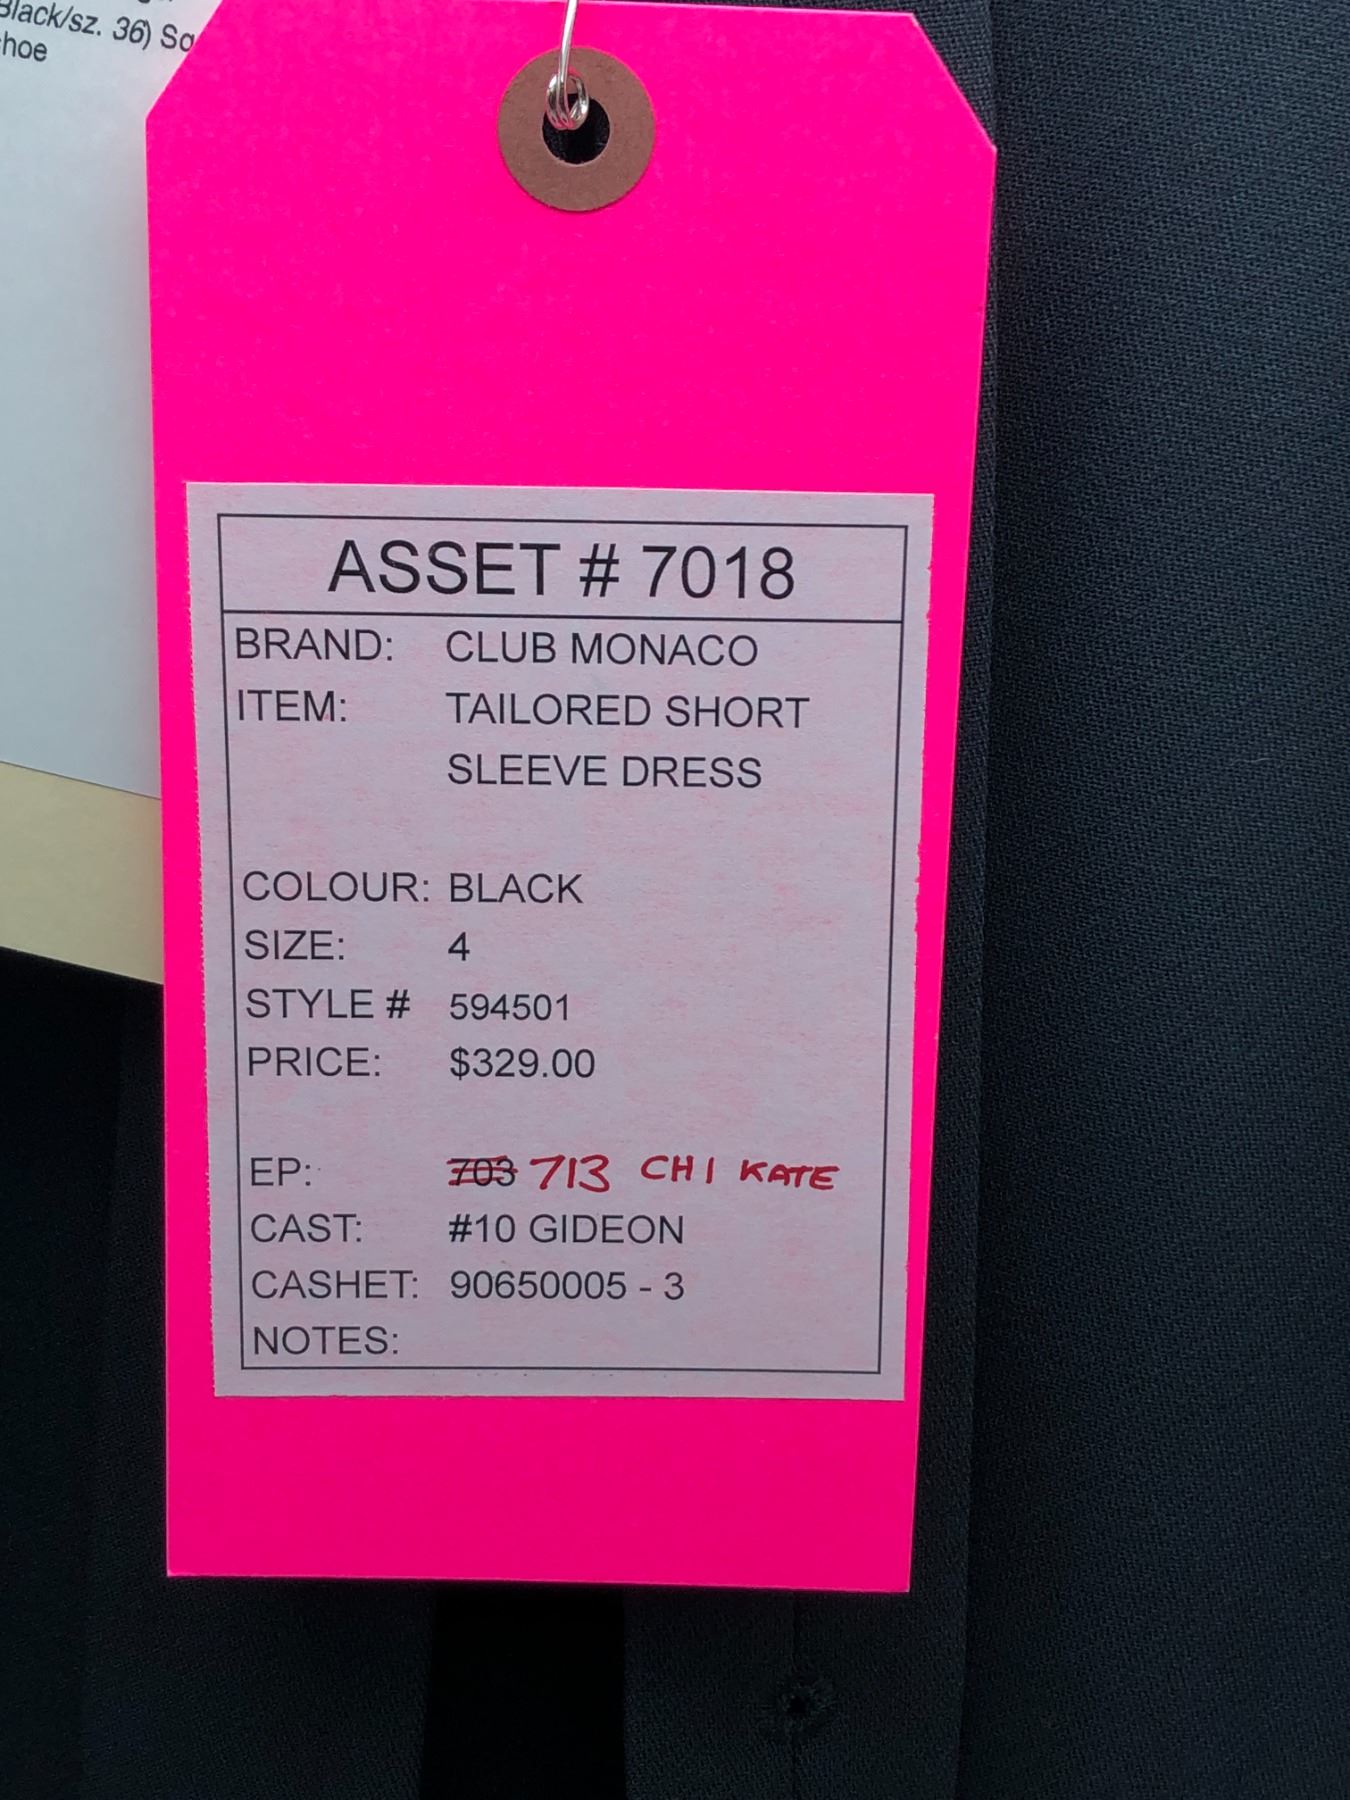 Black/sz. 36) Sq
hoe
ASSET # 7018
BRAND: CLUB MONACO
ITEM: TAILORED SHORT
SLEEVE DRESS
COLOUR: BLACK
SIZE: 4
STYLE # 594501
PRICE: $329.00
EP: 703 713 CHI KATE
CAST: #10 GIDEON
CASHET: 90650005 - 3
NOTES: